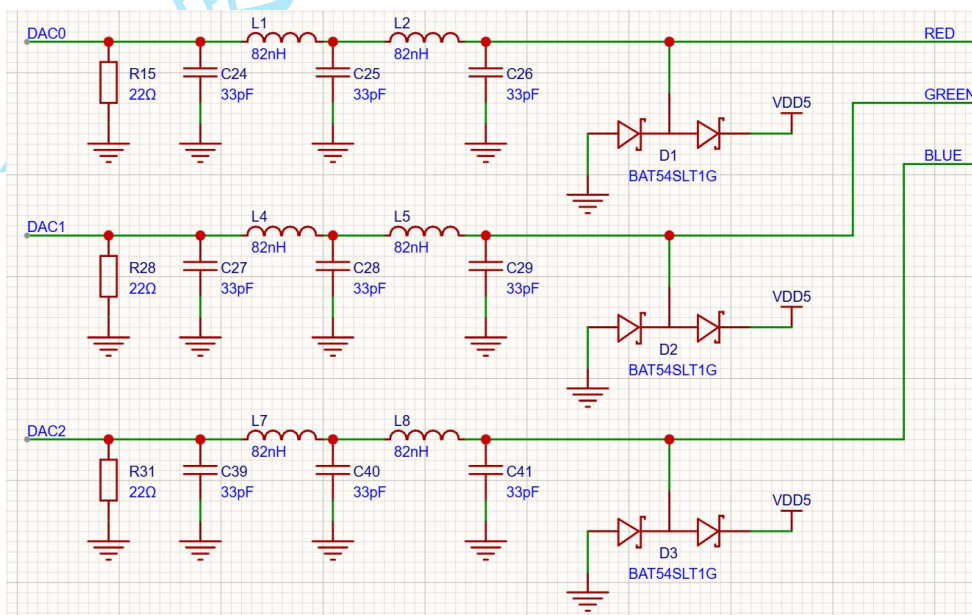 DAC0
L1
L2
RED
82nH
82nH
R15
C24
C25
C26
22Ω
33pF
33pF
33pF
GREEN
VDD5
D1
BAT54SLT1G
BLUE
DAC1
L4
L5
82nH
82nH
R28
C27
C28
C29
22Ω
33pF
33pF
33pF
VDD5
D2
BAT54SLT1G
DAC2
L7
L8
82nH
82nH
R31
C39
C40
C41
22Ω
33pF
33pF
33pF
VDD5
D3
BAT54SLT1G